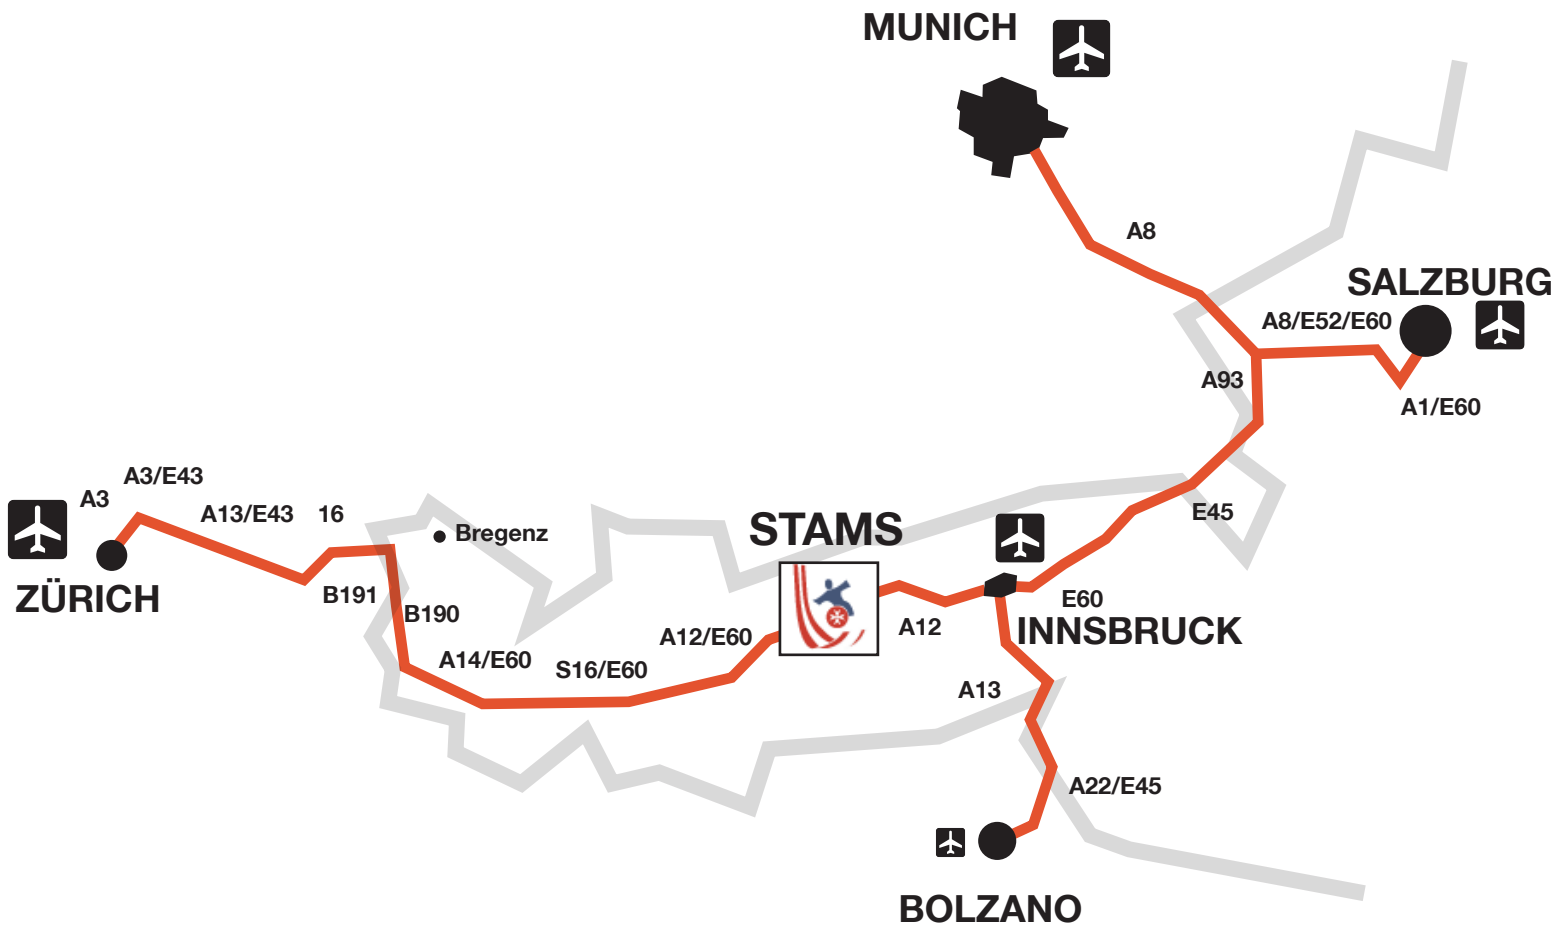 MUNICH
A8
SALZBURG
A8/E52/E60
A93
A1/E60
A3/E43
A3
A13/E43
16
E45
STAMS
Bregenz
ZÜRICH
B191
B190
E60
A12
INNSBRUCK
A12/E60
A14/E60
S16/E60
A13
A22/E45
BOLZANO